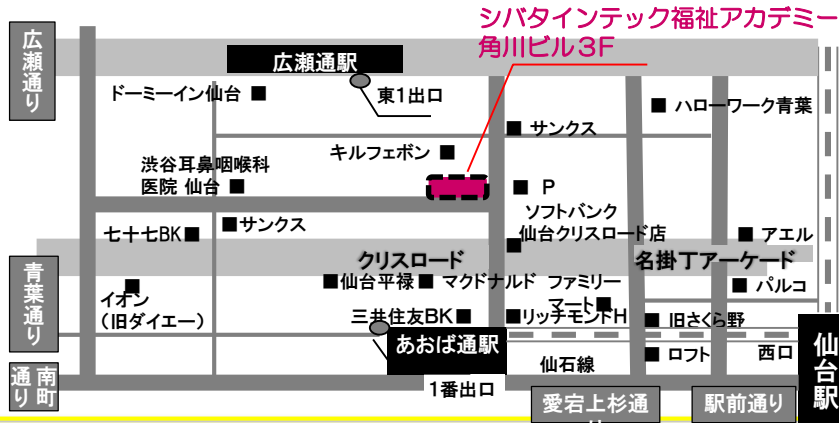 シバタインテック福祉アカデミー
角川ビル3F
広瀬通り
広瀬通駅
ドーミーイン仙台 ■
東1出口
■ ハローワーク青葉
■ サンクス
キルフェボン ■
渋谷耳鼻咽喉科
医院 仙台 ■
■ P
ソフトバンク
仙台クリスロード店
■サンクス
七十七BK■
■ アエル
クリスロード
名掛丁アーケード
青葉通り
■仙台平禄
■ マクドナルド
ファミリー
マート■
■ パルコ
イオン
(旧ダイエー)
三井住友BK■
■リッチモンドH
■ 旧さくら野
あおば通駅
仙石線
■ ロフト
西口
仙台駅
南町
通り
1番出口
愛宕上杉通
駅前通り